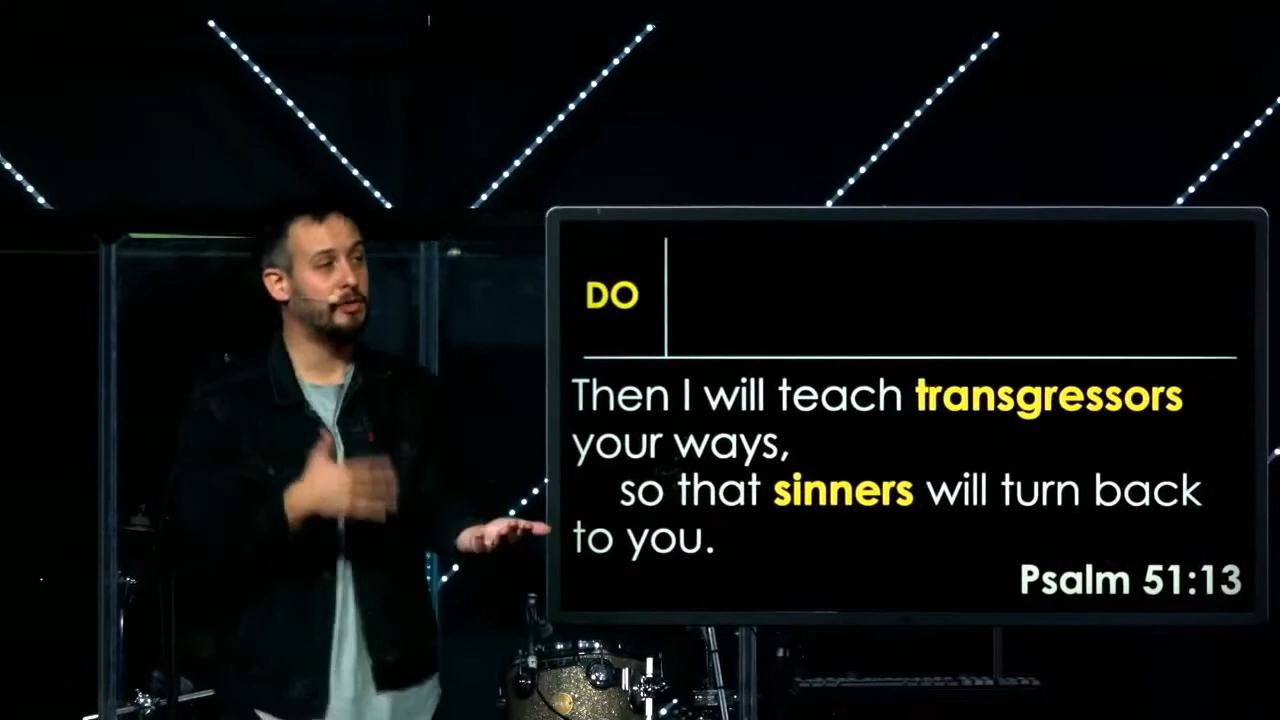 DO
Then I will teach transgressors
your ways,
so that sinners will turn back
to you.
Psalm 51:13